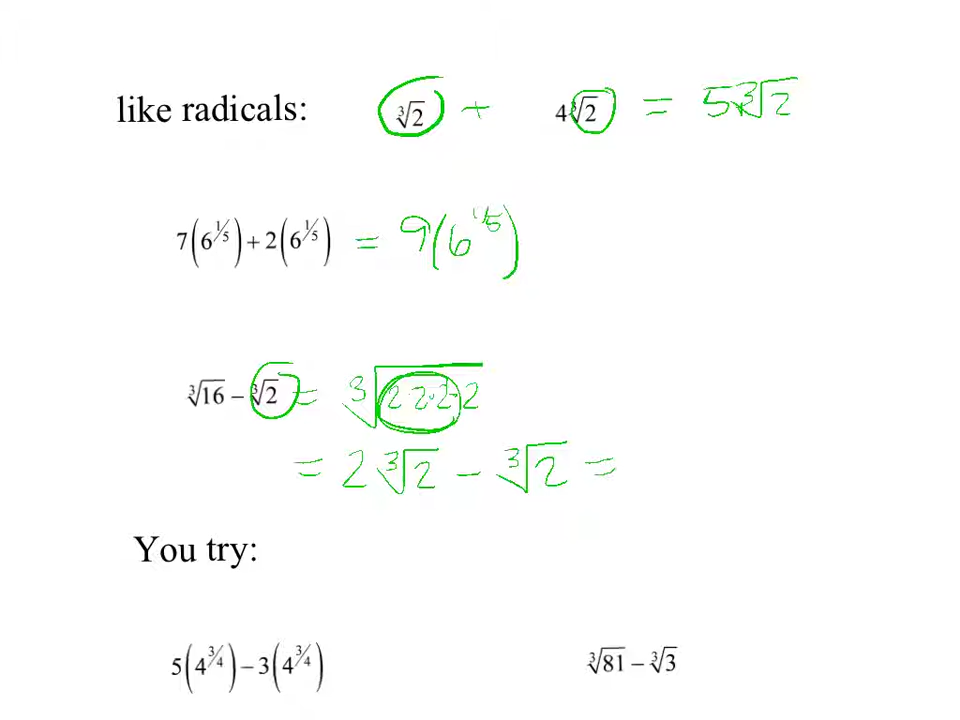 like radicals: ∛2 + 4∛2 = 5∛2
7(6^{1/5}) + 2(6^{1/5}) = 9(6^{1/5})
∛16 − ∛2 = ∛2·2·2·2
= 2∛2 − ∛2 =
You try:
5(4^{3/4}) − 3(4^{3/4}) ∛81 − ∛3